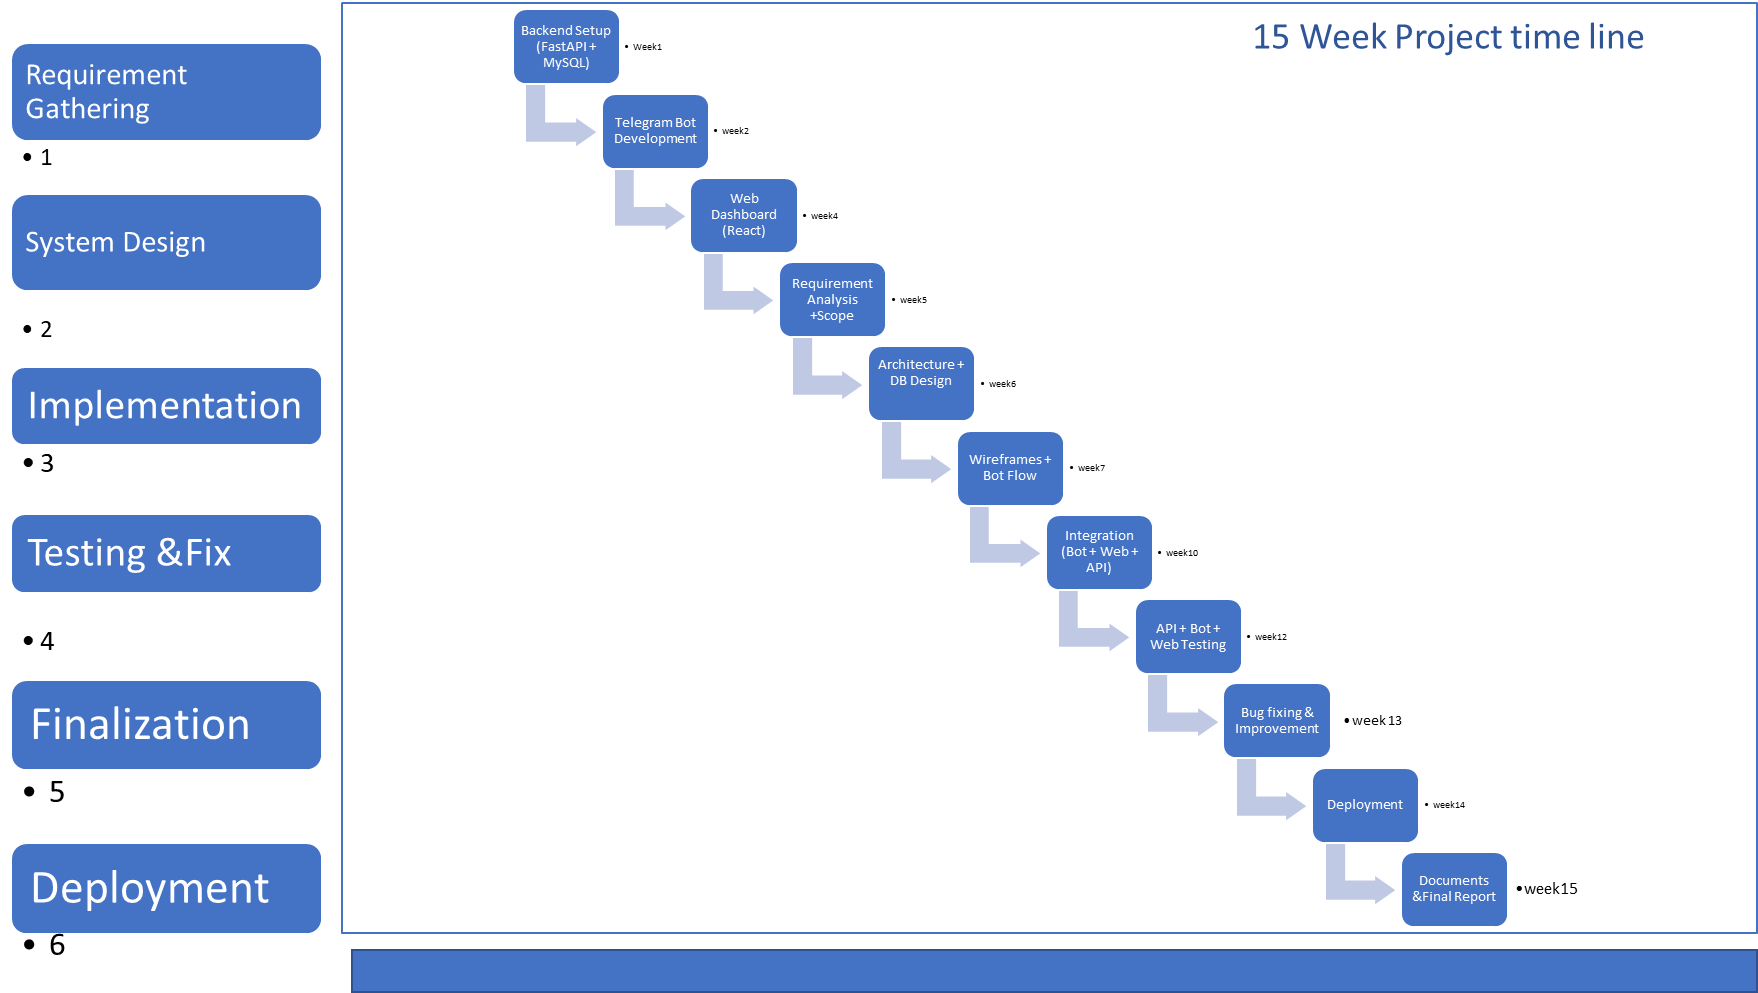 Requirement
Gathering
• 1
System Design
• 2
Implementation
• 3
Testing &Fix
• 4
Finalization
• 5
Deployment
• 6
15 Week Project time line
Backend Setup
(FastAPI +
MySQL)
• Week1
Telegram Bot
Development
• week2
Web
Dashboard
(React)
• week4
Requirement
Analysis
+Scope
• week5
Architecture +
DB Design
• week6
Wireframes +
Bot Flow
• week7
Integration
(Bot + Web +
API)
• week10
API + Bot +
Web Testing
• week12
Bug fixing &
Improvement
•week13
Deployment
• week14
Documents
&Final Report
•week15